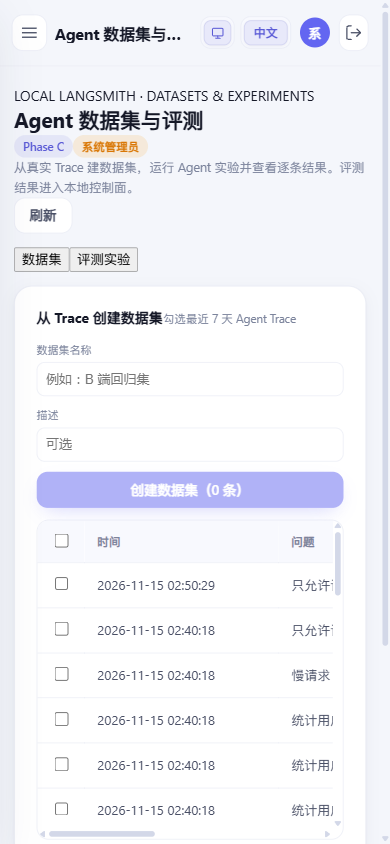 Agent 数据集与... 中文 系
LOCAL LANGSMITH · DATASETS & EXPERIMENTS
Agent 数据集与评测
Phase C 系统管理员
从真实 Trace 建数据集，运行 Agent 实验并查看逐条结果。评测
结果进入本地控制面。
刷新
数据集 评测实验
从 Trace 创建数据集 勾选最近 7 天 Agent Trace
数据集名称
例如：B 端回归集
描述
可选
创建数据集（0 条）
时间 问题
2026-11-15 02:50:29 只允许
2026-11-15 02:40:18 只允许
2026-11-15 02:40:18 慢请求
2026-11-15 02:40:18 统计用
2026-11-15 02:40:18 统计用
2026-11-15 02:40:18 统计用